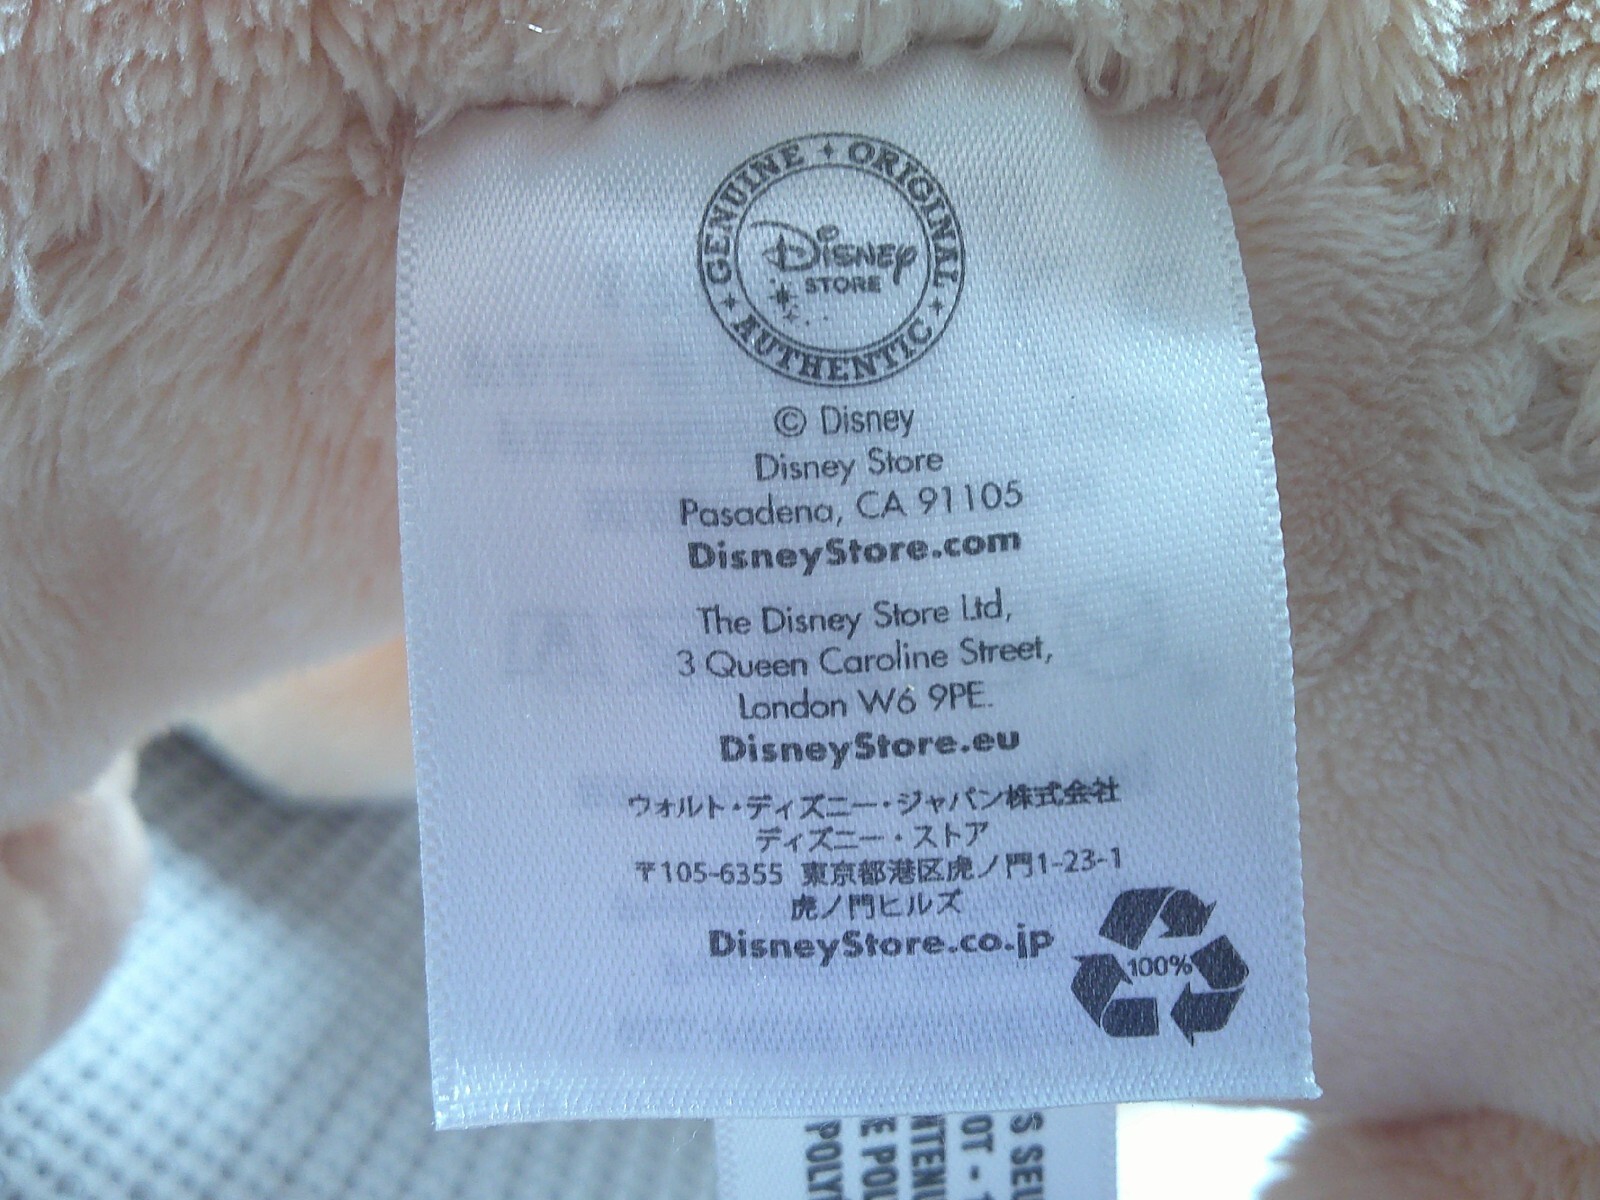 GENUINE ✦ ORIGINAL ✦ AUTHENTIC ✦
Disney
STORE
© Disney
Disney Store
Pasadena, CA 91105
DisneyStore.com
The Disney Store Ltd,
3 Queen Caroline Street,
London W6 9PE.
DisneyStore.eu
ウォルト・ディズニー・ジャパン株式会社
ディズニー・ストア
〒105-6355 東京都港区虎ノ門1-23-1
虎ノ門ヒルズ
DisneyStore.co.jp
100%